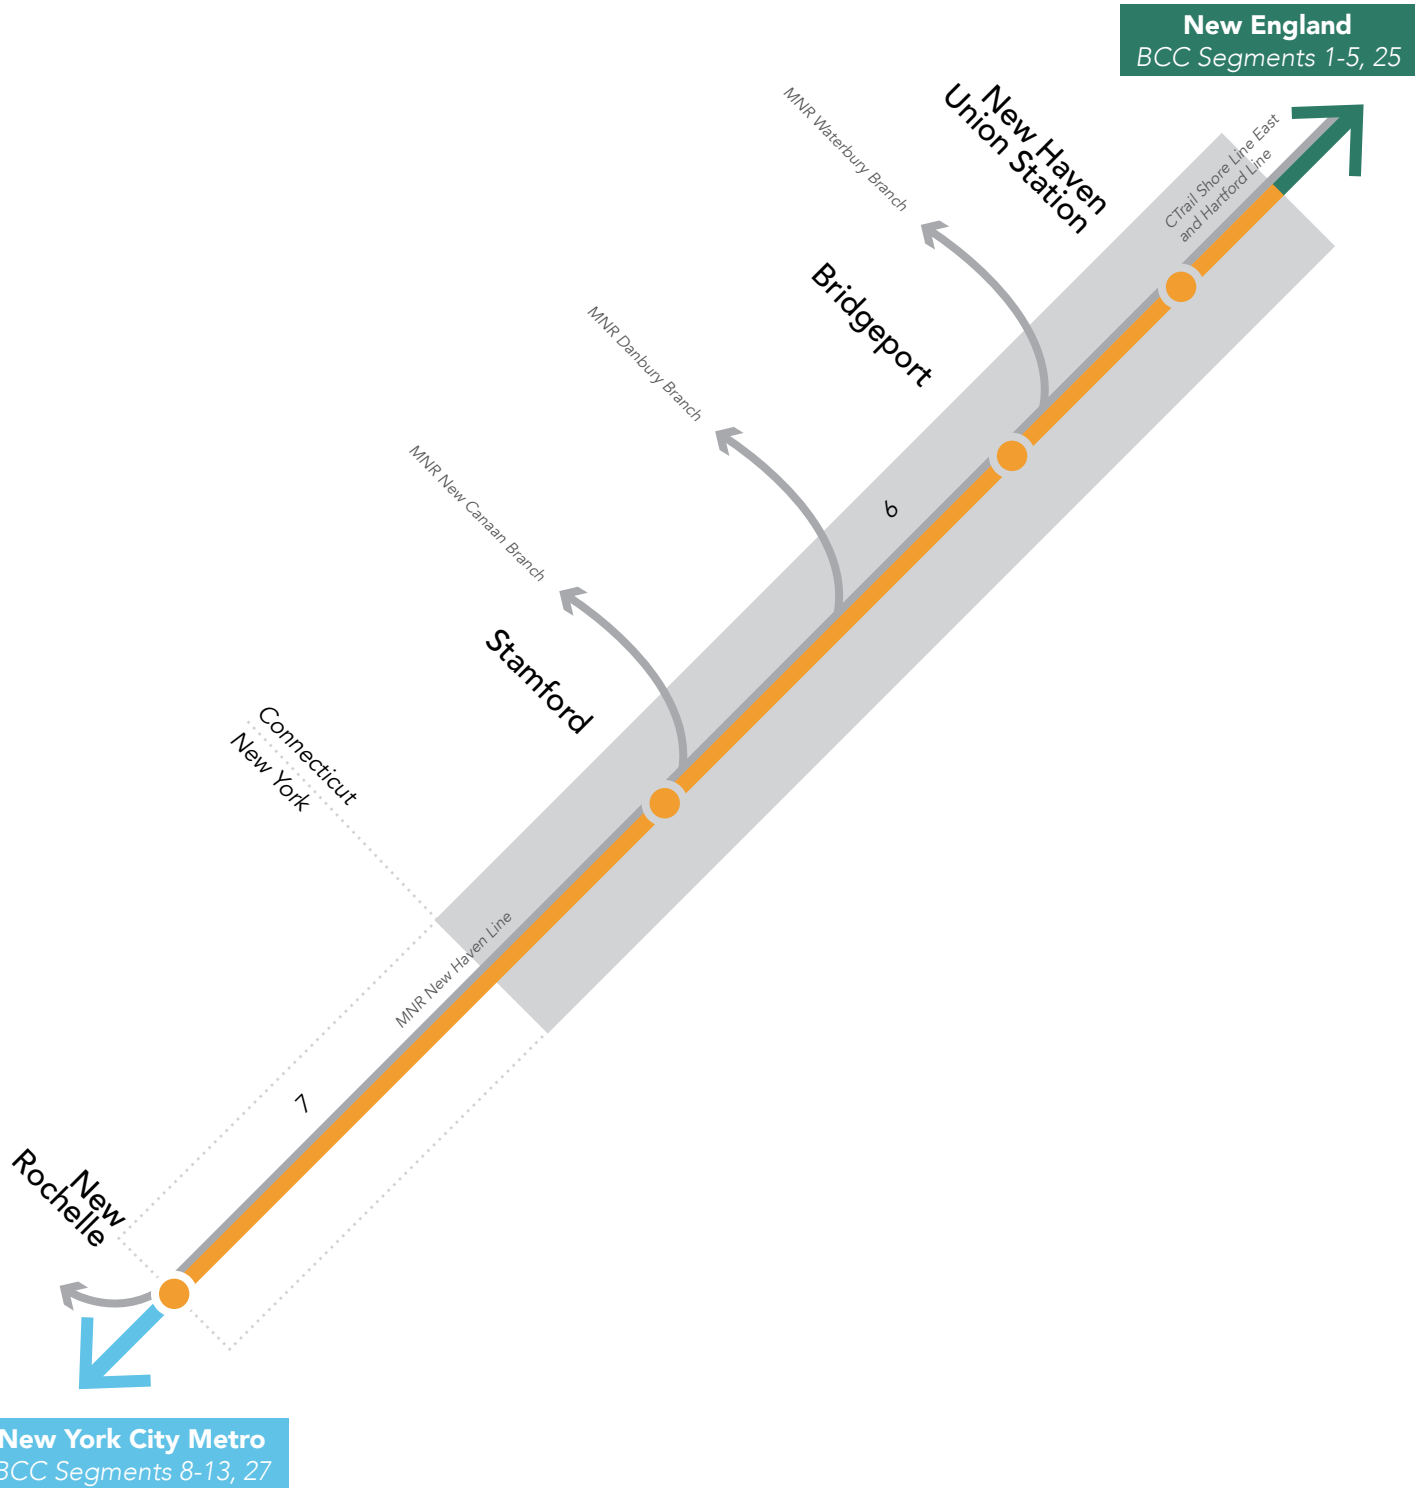 New England
BCC Segments 1-5, 25
New Haven
Union Station
CTrail Shore Line East
and Hartford Line
MNR Waterbury Branch
Bridgeport
MNR Danbury Branch
6
MNR New Canaan Branch
Stamford
Connecticut
New York
MNR New Haven Line
7
New
Rochelle
New York City Metro
BCC Segments 8-13, 27